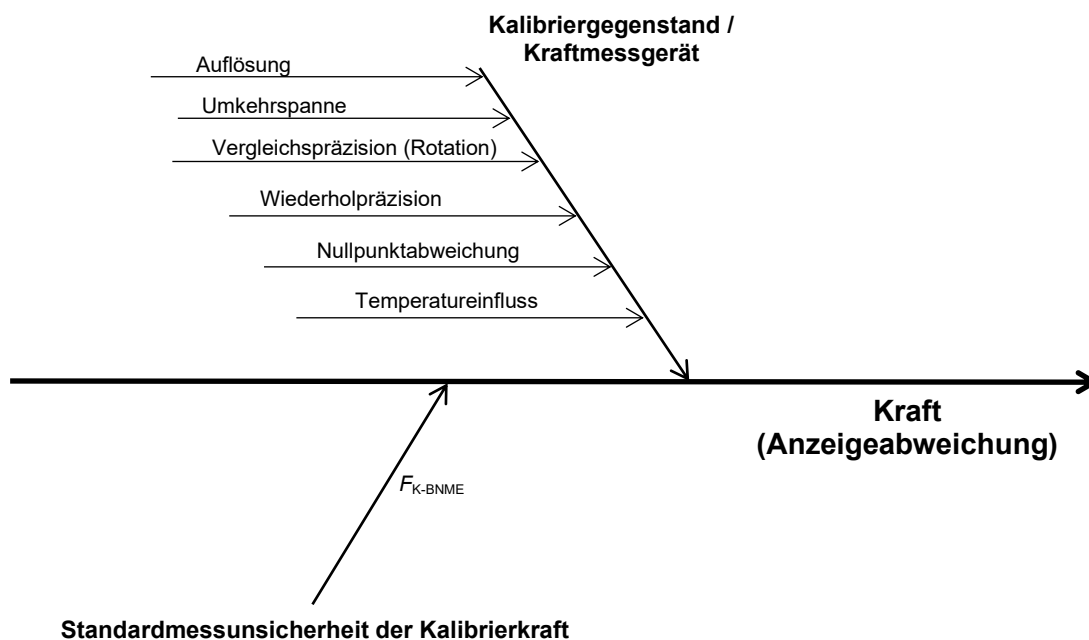 Kalibriergegenstand /
Kraftmessgerät
Auflösung
Umkehrspanne
Vergleichspräzision (Rotation)
Wiederholpräzision
Nullpunktabweichung
Temperatureinfluss
Kraft
(Anzeigeabweichung)
FK-BNME
Standardmessunsicherheit der Kalibrierkraft